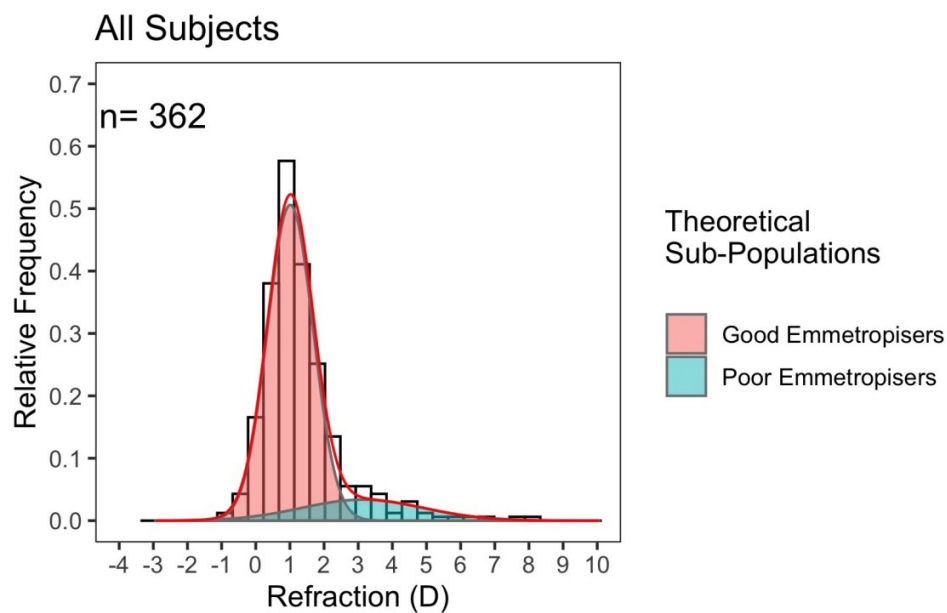 All Subjects
n= 362
0.7
0.6
0.5
0.4
0.3
0.2
0.1
0.0
Relative Frequency
-4 -3 -2 -1 0 1 2 3 4 5 6 7 8 9 10
Refraction (D)
Theoretical
Sub-Populations
Good Emmetropisers
Poor Emmetropisers